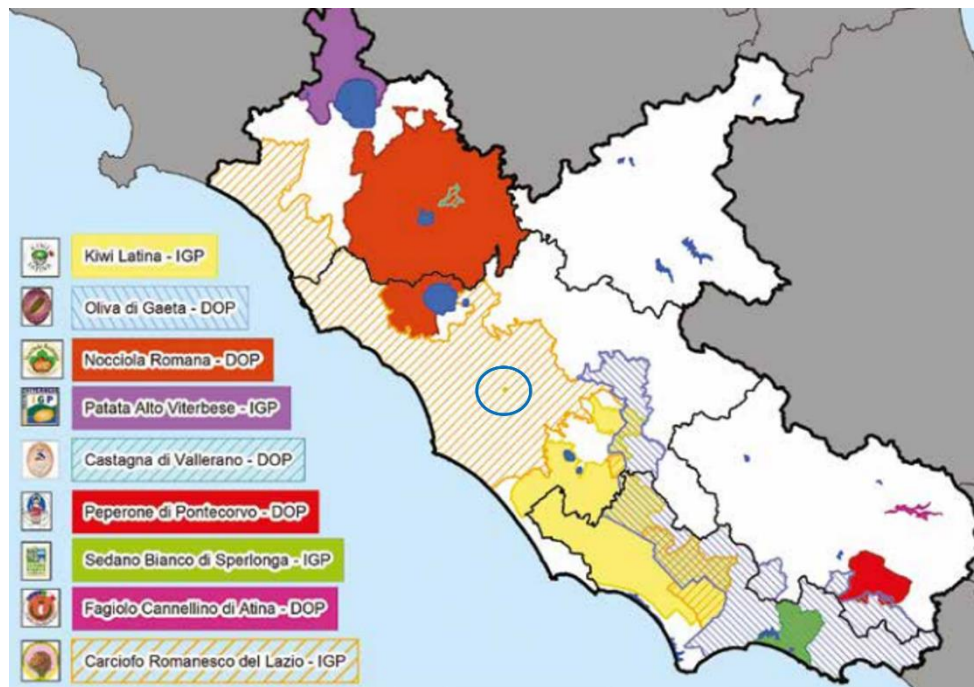 Kiwi Latina - IGP
Oliva di Gaeta - DOP
Nocciola Romana - DOP
Patata Alto Viterbese - IGP
Castagna di Vallerano - DOP
Peperone di Pontecorvo - DOP
Sedano Bianco di Sperlonga - IGP
Fagiolo Cannellino di Atina - DOP
Carciofo Romanesco del Lazio - IGP